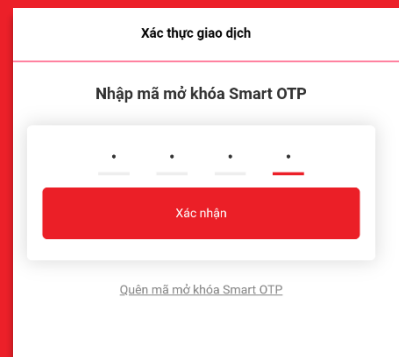 Xác thực giao dịch
Nhập mã mở khóa Smart OTP
Xác nhận
Quên mã mở khóa Smart OTP